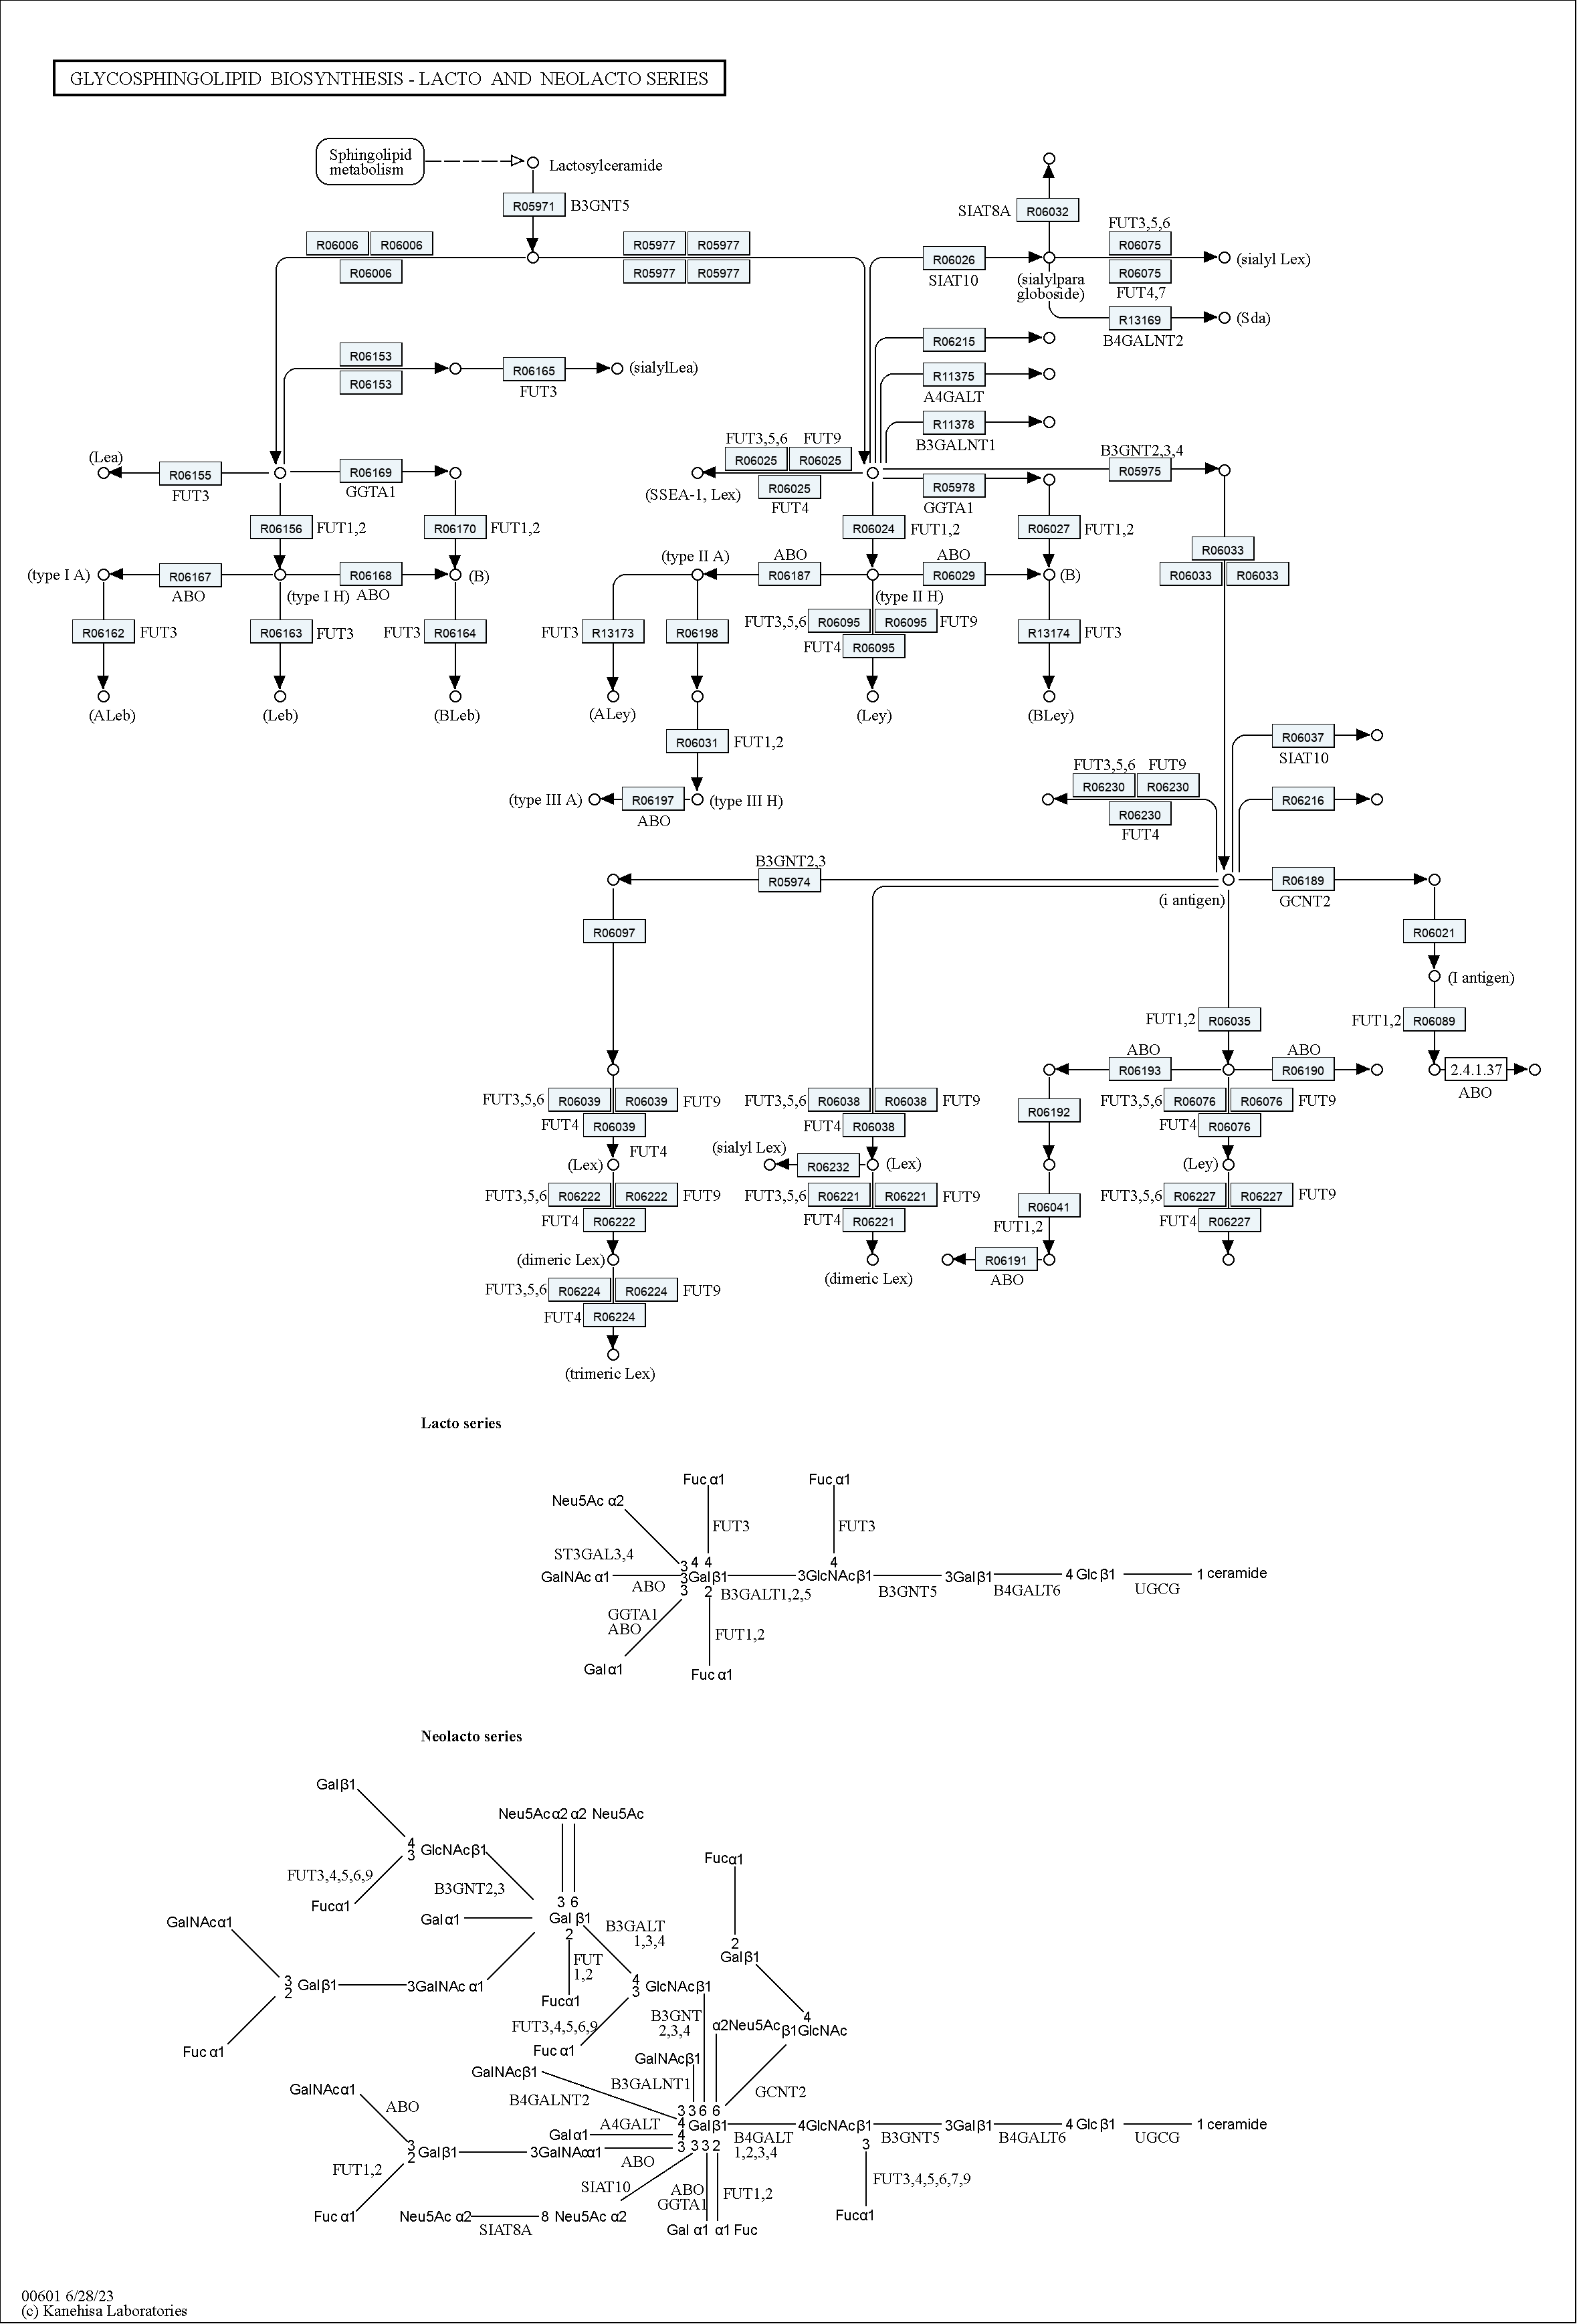 GLYCOSPHINGOLIPID BIOSYNTHESIS - LACTO AND NEOLACTO SERIES
Sphingolipid
metabolism
Lactosylceramide
R05971 B3GNT5
SIAT8A R06032
R06006 R06006
R06006
R05977 R05977
R05977 R05977
R06026
SIAT10
(sialylpara
globoside)
FUT3,5,6
R06075
R06075
FUT4,7
(sialyl Lex)
R13169
B4GALNT2
(Sda)
R06215
R11375
A4GALT
R11378
B3GALNT1
R06153
R06153
R06165
FUT3
(sialylLea)
(Lea)
R06155
FUT3
R06169
GGTA1
FUT3,5,6 FUT9
R06025 R06025
R06025
FUT4
(SSEA-1, Lex)
R05978
GGTA1
B3GNT2,3,4
R05975
R06156 FUT1,2
R06170 FUT1,2
R06024 FUT1,2
R06027 FUT1,2
R06033
R06033 R06033
(type I A)
R06167
ABO
(type I H)
R06168
ABO
(B)
(type II A)
ABO
R06187
ABO
R06029
(B)
(type II H)
R06162 FUT3
R06163 FUT3
FUT3 R06164
FUT3 R13173
R06198
FUT3,5,6 R06095 R06095 FUT9
FUT4 R06095
R13174 FUT3
(ALeb)
(Leb)
(BLeb)
(ALey)
(Ley)
(BLey)
R06031 FUT1,2
(type III A)
R06197
ABO
(type III H)
R06037
SIAT10
FUT3,5,6 FUT9
R06230 R06230
R06230
FUT4
R06216
B3GNT2,3
R05974
(i antigen)
R06189
GCNT2
R06097
R06021
(I antigen)
FUT1,2 R06035
FUT1,2 R06089
ABO
R06193
ABO
R06190
2.4.1.37
ABO
FUT3,5,6 R06039 R06039 FUT9
FUT4 R06039
FUT4
(Lex)
FUT3,5,6 R06038 R06038 FUT9
FUT4 R06038
R06192
FUT3,5,6 R06076 R06076 FUT9
FUT4 R06076
(sialyl Lex)
R06232
(Lex)
(Ley)
FUT3,5,6 R06222 R06222 FUT9
FUT4 R06222
FUT3,5,6 R06221 R06221 FUT9
FUT4 R06221
R06041
FUT1,2
FUT3,5,6 R06227 R06227 FUT9
FUT4 R06227
(dimeric Lex)
(dimeric Lex)
R06191
ABO
FUT3,5,6 R06224 R06224 FUT9
FUT4 R06224
(trimeric Lex)
Lacto series
Fuc α1 Fuc α1
Neu5Ac α2
FUT3 FUT3
ST3GAL3,4
3 4 4 4
GalNAc α1 3Gal β1 3GlcNAc β1 3Gal β1 4 Glc β1 1 ceramide
ABO 3 2 B3GALT1,2,5 B3GNT5 B4GALT6 UGCG
GGTA1
ABO
FUT1,2
Gal α1 Fuc α1
Neolacto series
Gal β1
Neu5Ac α2 α2 Neu5Ac
4
3 GlcNAc β1
Fuc α1
FUT3,4,5,6,9
B3GNT2,3
Fuc α1
3 6
GalNAc α1
Gal α1
Gal β1
2
B3GALT
1,3,4
2
Gal β1
FUT
1,2
3
2 Gal β1 3GalNAc α1
4
3 GlcNAc β1
Fuc α1
FUT3,4,5,6,9
B3GNT
2,3,4
α2Neu5Ac
4
β1GlcNAc
Fuc α1
Fuc α1
GalNAc β1
GalNAc β1
B3GALNT1
GCNT2
B4GALNT2
GalNAc α1
ABO
3 3 6 6
A4GALT
4 Gal β1 4GlcNAc β1 3Gal β1 4 Glc β1 1 ceramide
Gal α1 4
B4GALT
1,2,3,4
B3GNT5 B4GALT6 UGCG
3
2 Gal β1 3GalNAc α1 3 3 3 2
ABO
3
FUT1,2
SIAT10
ABO
GGTA1
FUT1,2
FUT3,4,5,6,7,9
Fuc α1
Neu5Ac α2 8 Neu5Ac α2
SIAT8A
Gal α1 α1 Fuc
Fuc α1
00601 6/28/23
(c) Kanehisa Laboratories